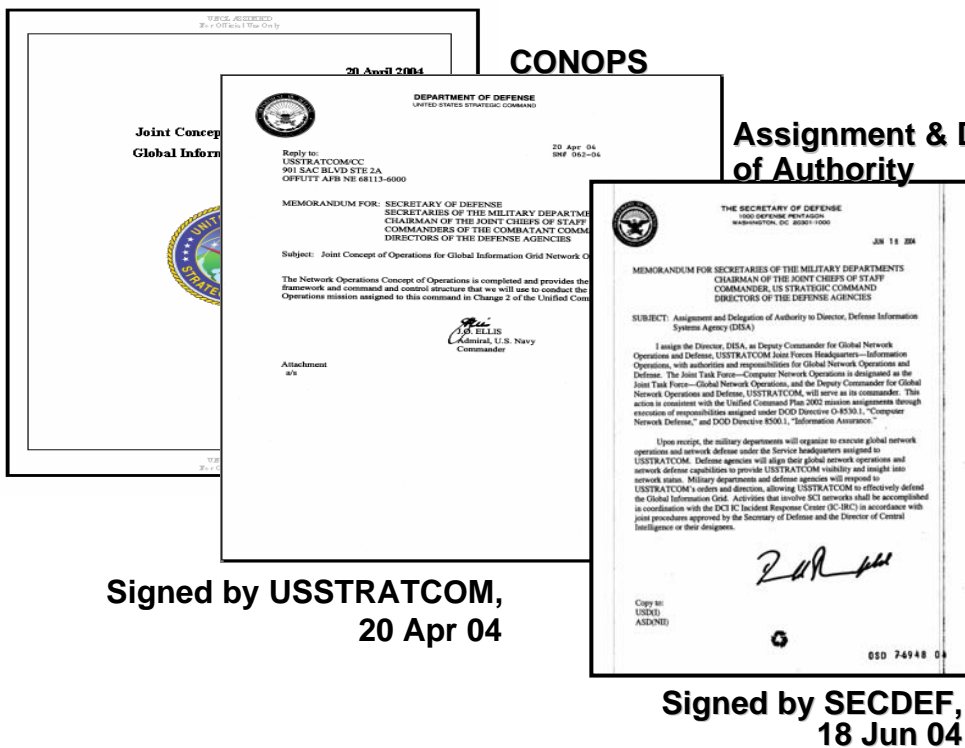 UNCLASSIFIED
For Official Use Only
20 April 2004
Joint Concep
Global Inforn
CONOPS
DEPARTMENT OF DEFENSE
UNITED STATES STRATEGIC COMMAND
Reply to:
USSTRATCOM/CC
901 SAC BLVD STE 2A
OFFUTT AFB NE 68113-6000
20 Apr 04
SM# 062-04
MEMORANDUM FOR: SECRETARY OF DEFENSE
SECRETARIES OF THE MILITARY DEPARTME
CHAIRMAN OF THE JOINT CHIEFS OF STAFF
COMMANDERS OF THE COMBATANT COMM
DIRECTORS OF THE DEFENSE AGENCIES
Subject: Joint Concept of Operations for Global Information Grid Network O
The Network Operations Concept of Operations is completed and provides the
framework and command and control structure that we will use to conduct the
Operations mission assigned to this command in Change 2 of the Unified Com
J.O. ELLIS
Admiral, U.S. Navy
Commander
Attachment
a/s
Signed by USSTRATCOM,
20 Apr 04
Assignment & D
of Authority
THE SECRETARY OF DEFENSE
1000 DEFENSE PENTAGON
WASHINGTON, DC 20301-1000
JUN 18 2004
MEMORANDUM FOR SECRETARIES OF THE MILITARY DEPARTMENTS
CHAIRMAN OF THE JOINT CHIEFS OF STAFF
COMMANDER, US STRATEGIC COMMAND
DIRECTORS OF THE DEFENSE AGENCIES
SUBJECT: Assignment and Delegation of Authority to Director, Defense Information
Systems Agency (DISA)
I assign the Director, DISA, as Deputy Commander for Global Network
Operations and Defense, USSTRATCOM Joint Forces Headquarters—Information
Operations, with authorities and responsibilities for Global Network Operations and
Defense. The Joint Task Force—Computer Network Operations is designated as the
Joint Task Force—Global Network Operations, and the Deputy Commander for Global
Network Operations and Defense, USSTRATCOM, will serve as its commander. This
action is consistent with the Unified Command Plan 2002 mission assignments through
execution of responsibilities assigned under DOD Directive O-8530.1, "Computer
Network Defense," and DOD Directive 8500.1, "Information Assurance."
Upon receipt, the military departments will organize to execute global network
operations and network defense under the Service headquarters assigned to
USSTRATCOM. Defense agencies will align their global network operations and
network defense capabilities to provide USSTRATCOM visibility and insight into
network status. Military departments and defense agencies will respond to
USSTRATCOM's orders and direction, allowing USSTRATCOM to effectively defend
the Global Information Grid. Activities that involve SCI networks shall be accomplished
in coordination with the DCI IC Incident Response Center (IC-IRC) in accordance with
joint procedures approved by the Secretary of Defense and the Director of Central
Intelligence or their designees.
Copy to:
USD(I)
ASD(NII)
OSD 74948 04
Signed by SECDEF,
18 Jun 04